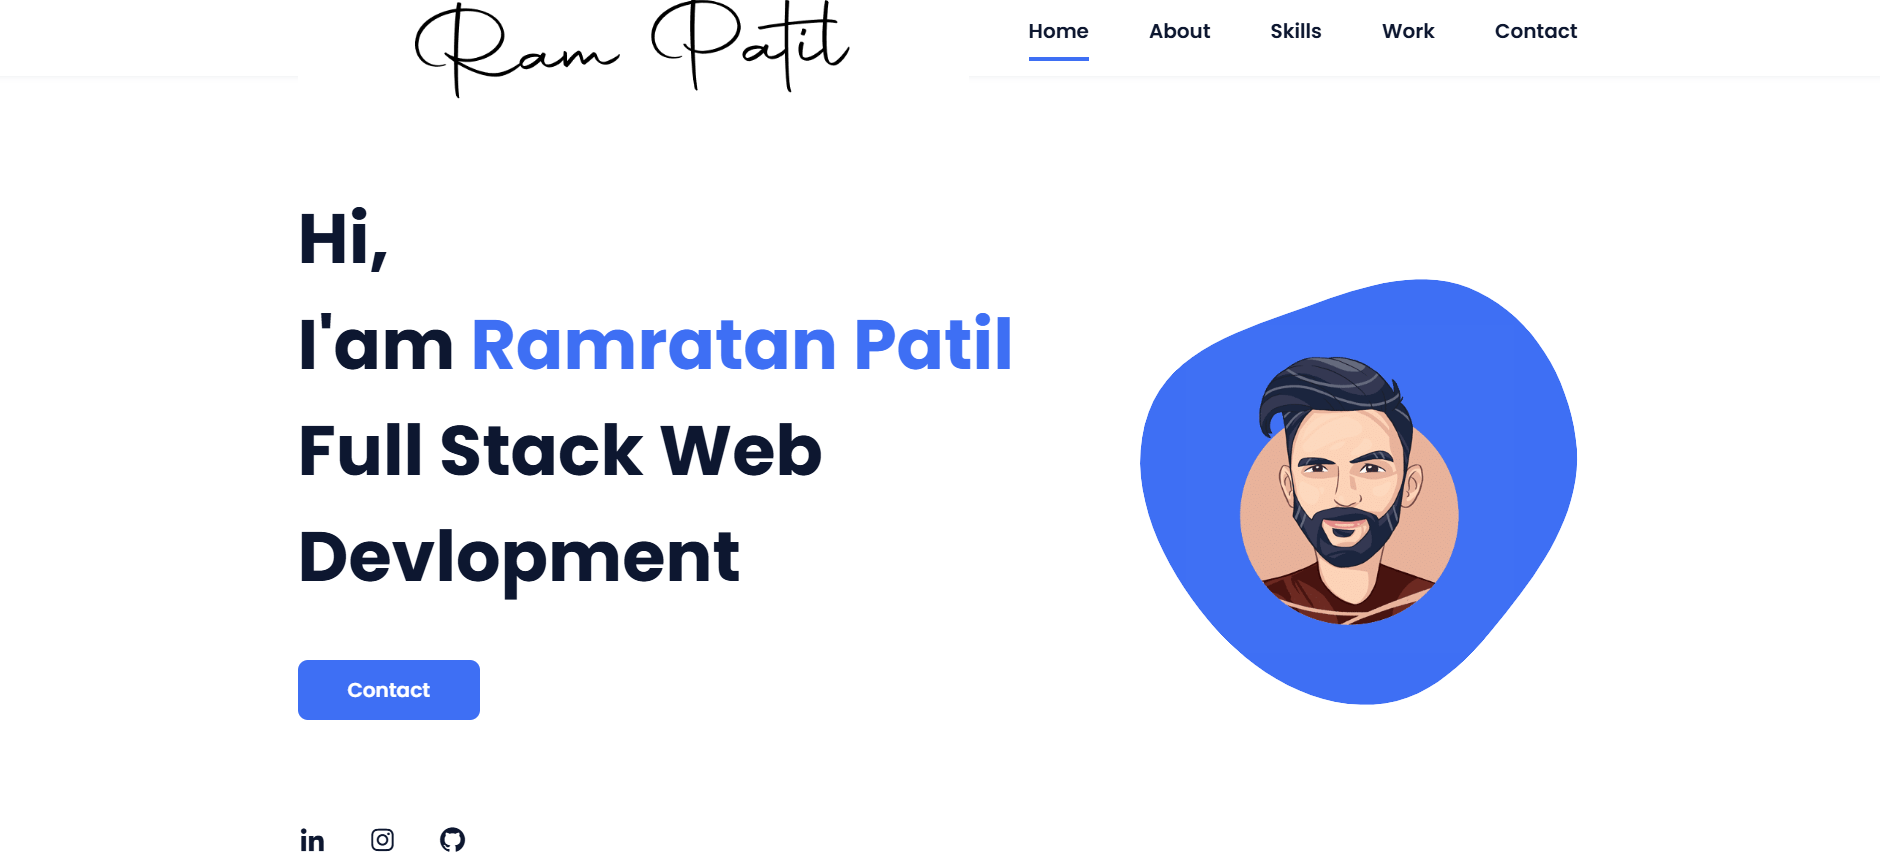 Ram Patil
Home About Skills Work Contact
Hi,
I'am Ramratan Patil
Full Stack Web
Devlopment
Contact
in